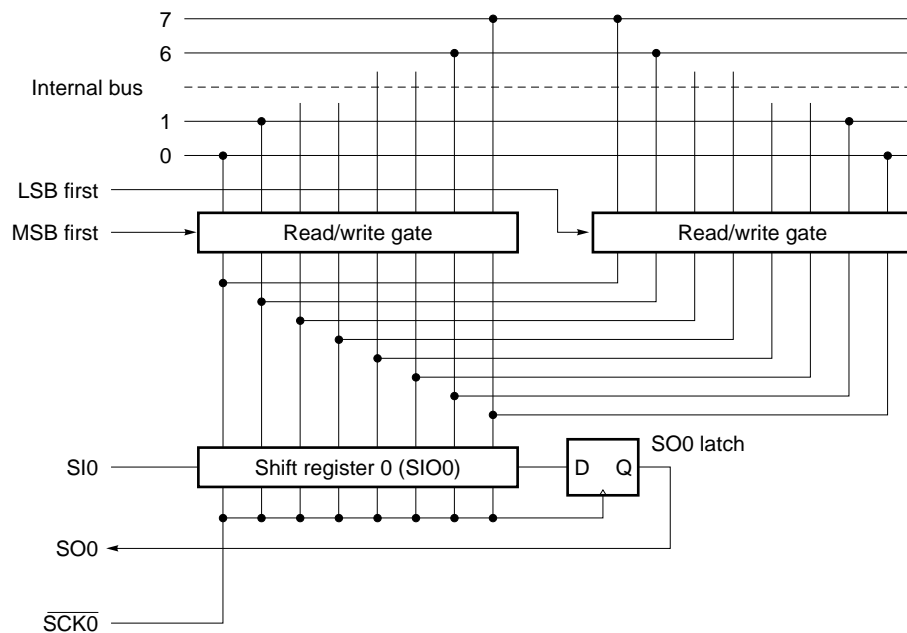 7
6
Internal bus
1
0
LSB first
MSB first
Read/write gate
Read/write gate
SO0 latch
SI0
Shift register 0 (SIO0)
D Q
SO0
SCK0